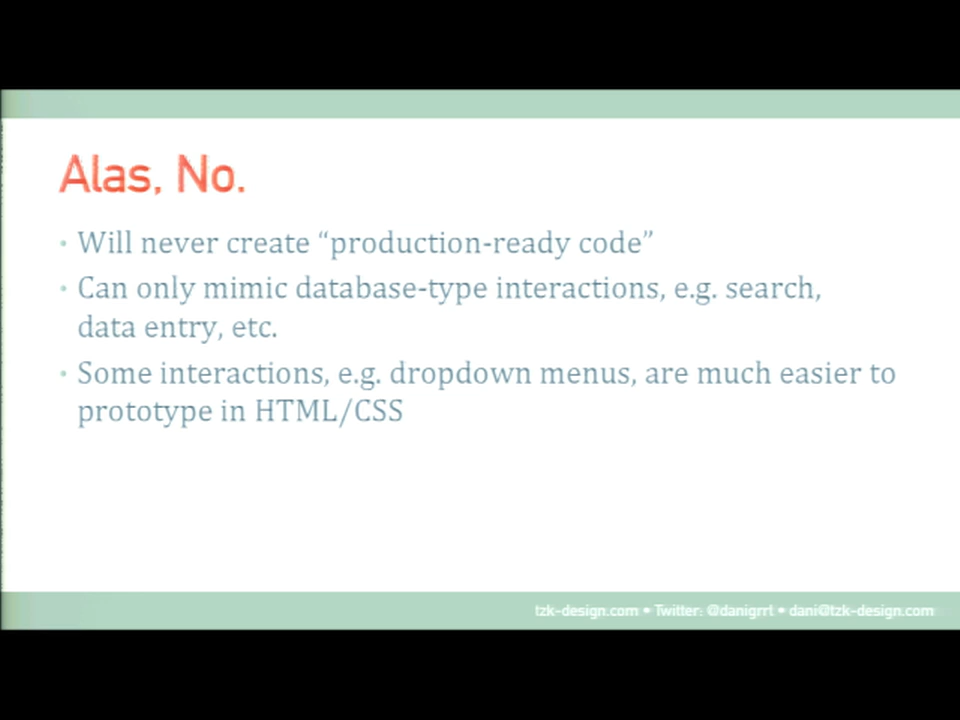 Alas, No.
• Will never create “production-ready code”
• Can only mimic database-type interactions, e.g. search,
data entry, etc.
• Some interactions, e.g. dropdown menus, are much easier to
prototype in HTML/CSS
tzk-design.com • Twitter: @danigrrl • dani@tzk-design.com